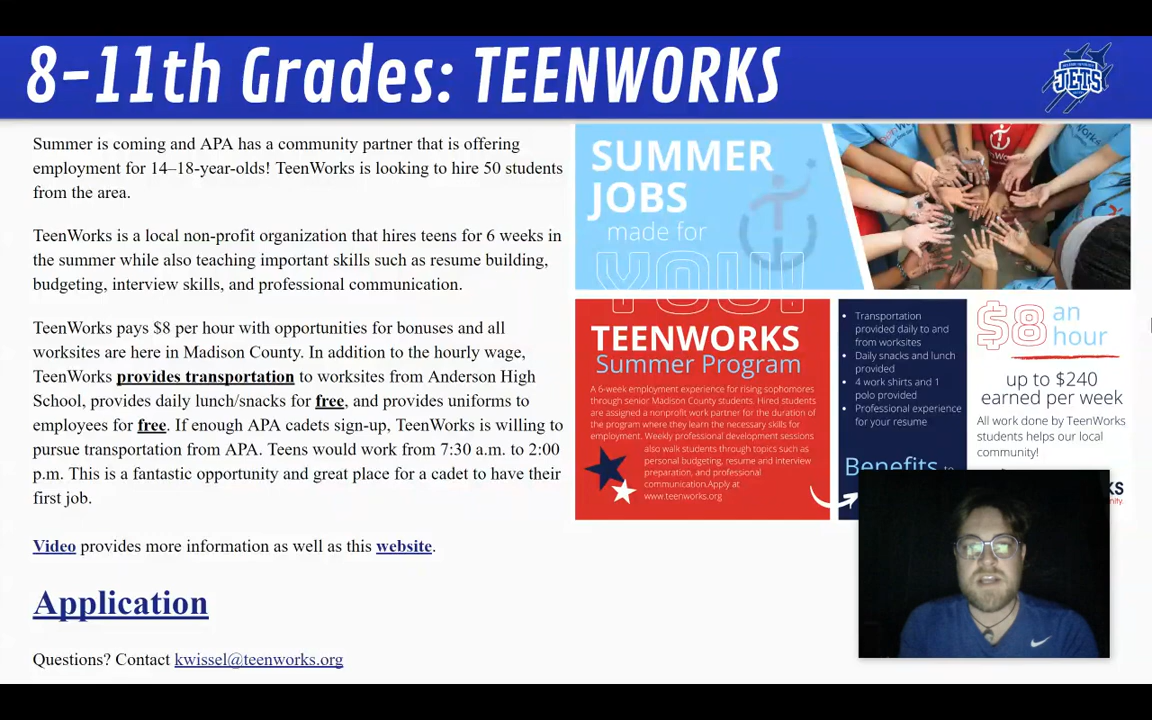 8-11th Grades: TEENWORKS
JETS
Summer is coming and APA has a community partner that is offering
employment for 14–18-year-olds! TeenWorks is looking to hire 50 students
from the area.
TeenWorks is a local non-profit organization that hires teens for 6 weeks in
the summer while also teaching important skills such as resume building,
budgeting, interview skills, and professional communication.
TeenWorks pays $8 per hour with opportunities for bonuses and all
worksites are here in Madison County. In addition to the hourly wage,
TeenWorks provides transportation to worksites from Anderson High
School, provides daily lunch/snacks for free, and provides uniforms to
employees for free. If enough APA cadets sign-up, TeenWorks is willing to
pursue transportation from APA. Teens would work from 7:30 a.m. to 2:00
p.m. This is a fantastic opportunity and great place for a cadet to have their
first job.
Video provides more information as well as this website.
Application
Questions? Contact kwissel@teenworks.org
SUMMER
JOBS
made for
YOU!
TEENWORKS
Summer Program
A 6-week employment experience for rising sophomores
through senior Madison County students. Hired students
are assigned a nonprofit work partner for the duration of
the program where they learn the necessary skills for
employment. Weekly professional development sessions
also walk students through topics such as
personal budgeting, resume and interview
preparation, and professional
communication.Apply at
www.teenworks.org
• Transportation
provided daily to and
from worksites
• Daily snacks and lunch
provided
• 4 work shirts and 1
polo provided
• Professional experience
for your resume
Benefits
$8 an
hour
up to $240
earned per week
All work done by TeenWorks
students helps our local
community!